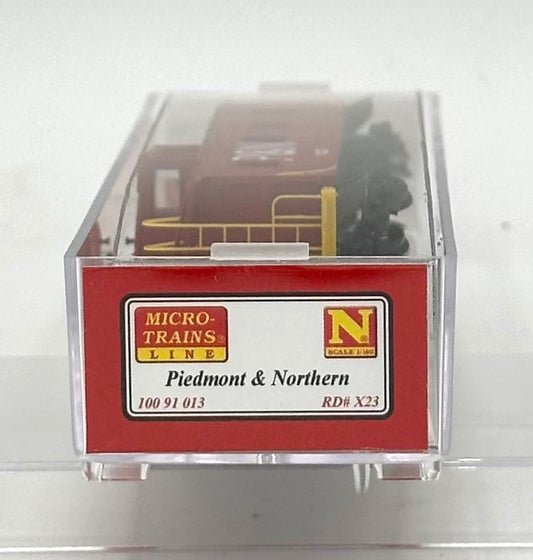 P&N
MICRO-
TRAINS®
LINE
N
SCALE 1:160
Piedmont & Northern
100 91 013 RD# X23